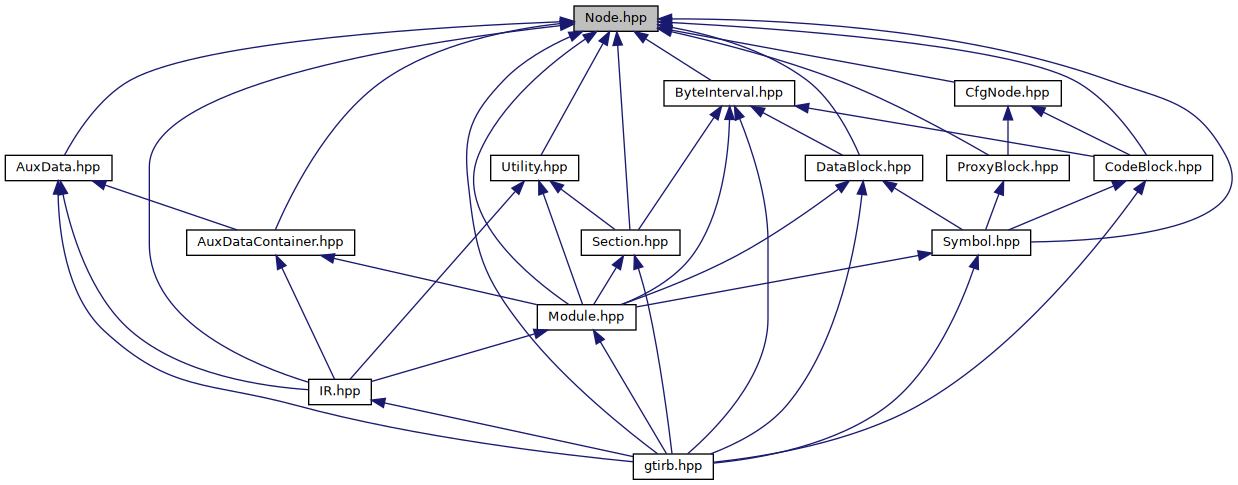 Node.hpp
ByteInterval.hpp
CfgNode.hpp
AuxData.hpp
Utility.hpp
DataBlock.hpp
ProxyBlock.hpp
CodeBlock.hpp
AuxDataContainer.hpp
Section.hpp
Symbol.hpp
Module.hpp
IR.hpp
gtirb.hpp